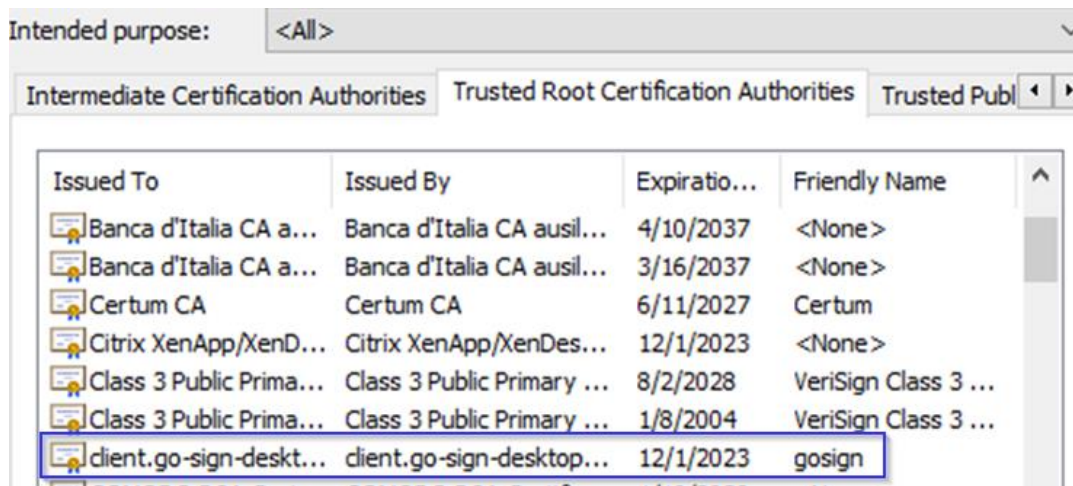 Intended purpose: <All>
Intermediate Certification Authorities Trusted Root Certification Authorities Trusted Publ
Issued To Issued By Expiratio... Friendly Name
Banca d'Italia CA a... Banca d'Italia CA ausil... 4/10/2037 <None>
Banca d'Italia CA a... Banca d'Italia CA ausil... 3/16/2037 <None>
Certum CA Certum CA 6/11/2027 Certum
Citrix XenApp/XenD... Citrix XenApp/XenDes... 12/1/2023 <None>
Class 3 Public Prima... Class 3 Public Primary ... 8/2/2028 VeriSign Class 3 ...
Class 3 Public Prima... Class 3 Public Primary ... 1/8/2004 VeriSign Class 3 ...
client.go-sign-deskt... client.go-sign-desktop... 12/1/2023 gosign